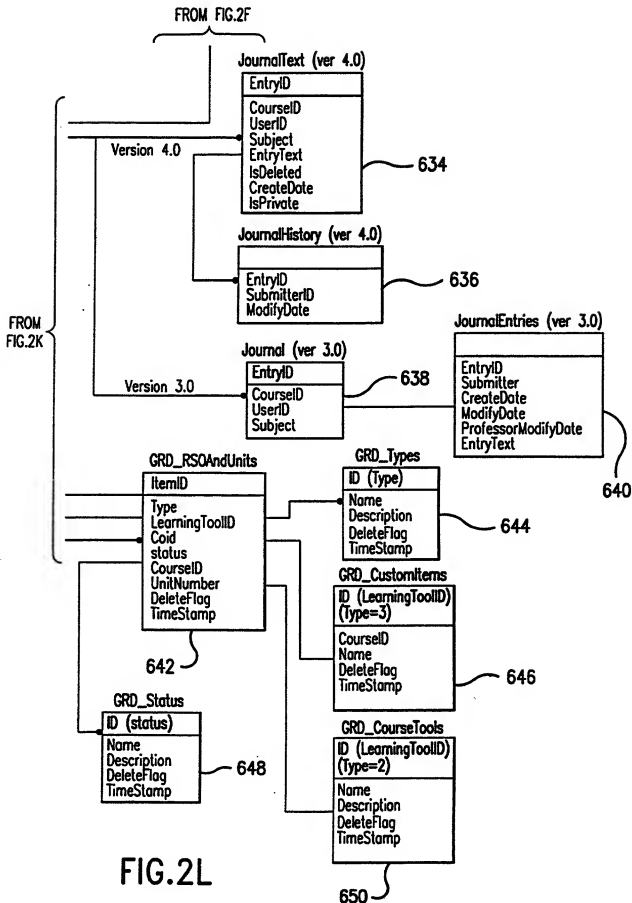 FROM FIG.2F
JournalText (ver 4.0)
EntryID
CourseID
UserID
Subject
EntryText
IsDeleted
CreateDate
IsPrivate
634
Version 4.0
JournalHistory (ver 4.0)
EntryID
SubmitterID
ModifyDate
636
FROM
FIG.2K
Journal (ver 3.0)
EntryID
CourseID
UserID
Subject
638
Version 3.0
JournalEntries (ver 3.0)
EntryID
Submitter
CreateDate
ModifyDate
ProfessorModifyDate
EntryText
640
GRD_RSOAndUnits
ItemID
Type
LearningToolID
Coid
status
CourseID
UnitNumber
DeleteFlag
TimeStamp
642
GRD_Types
ID (Type)
Name
Description
DeleteFlag
TimeStamp
644
GRD_CustomItems
ID (LearningToolID)
(Type=3)
CourseID
Name
DeleteFlag
TimeStamp
646
GRD_Status
ID (status)
Name
Description
DeleteFlag
TimeStamp
648
GRD_CourseTools
ID (LearningToolID)
(Type=2)
Name
Description
DeleteFlag
TimeStamp
650
FIG.2L